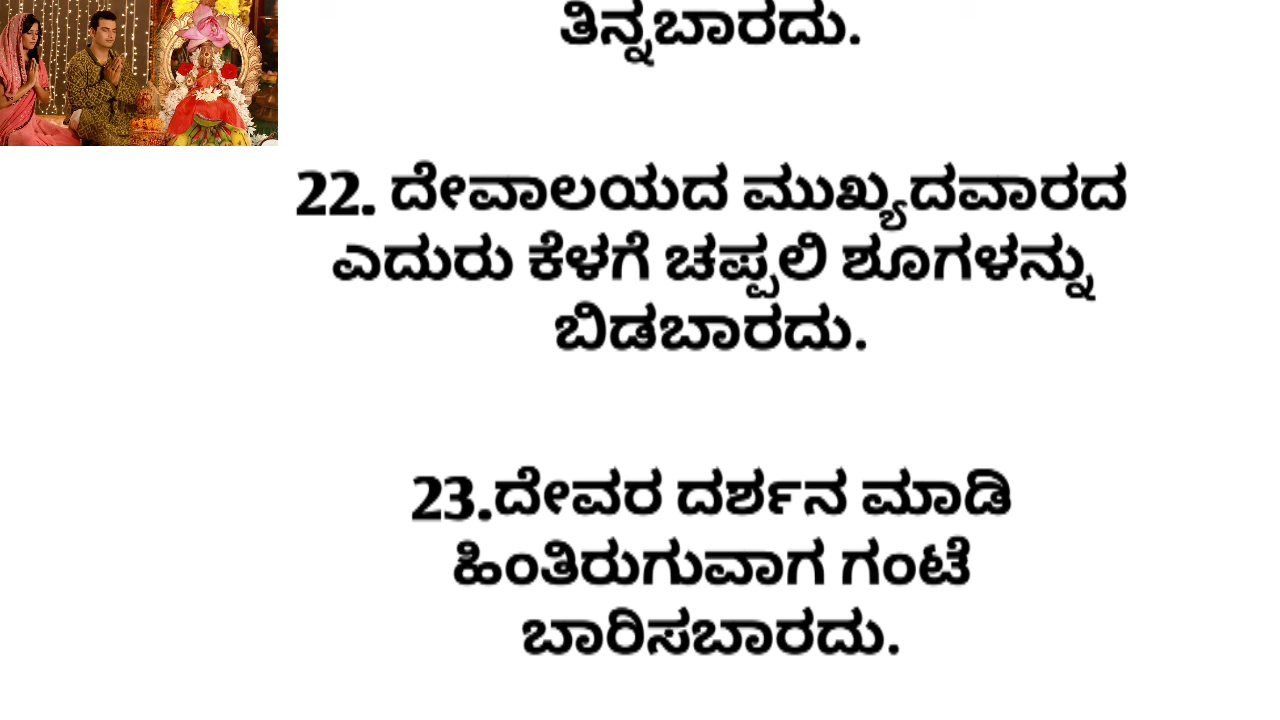 ತಿನ್ನಬಾರದು.
22. ದೇವಾಲಯದ ಮುಖ್ಯದವಾರದ
ಎದುರು ಕೆಳಗೆ ಚಪ್ಪಲಿ ಶೂಗಳನ್ನು
ಬಿಡಬಾರದು.
23.ದೇವರ ದರ್ಶನ ಮಾಡಿ
ಹಿಂತಿರುಗುವಾಗ ಗಂಟೆ
ಬಾರಿಸಬಾರದು.